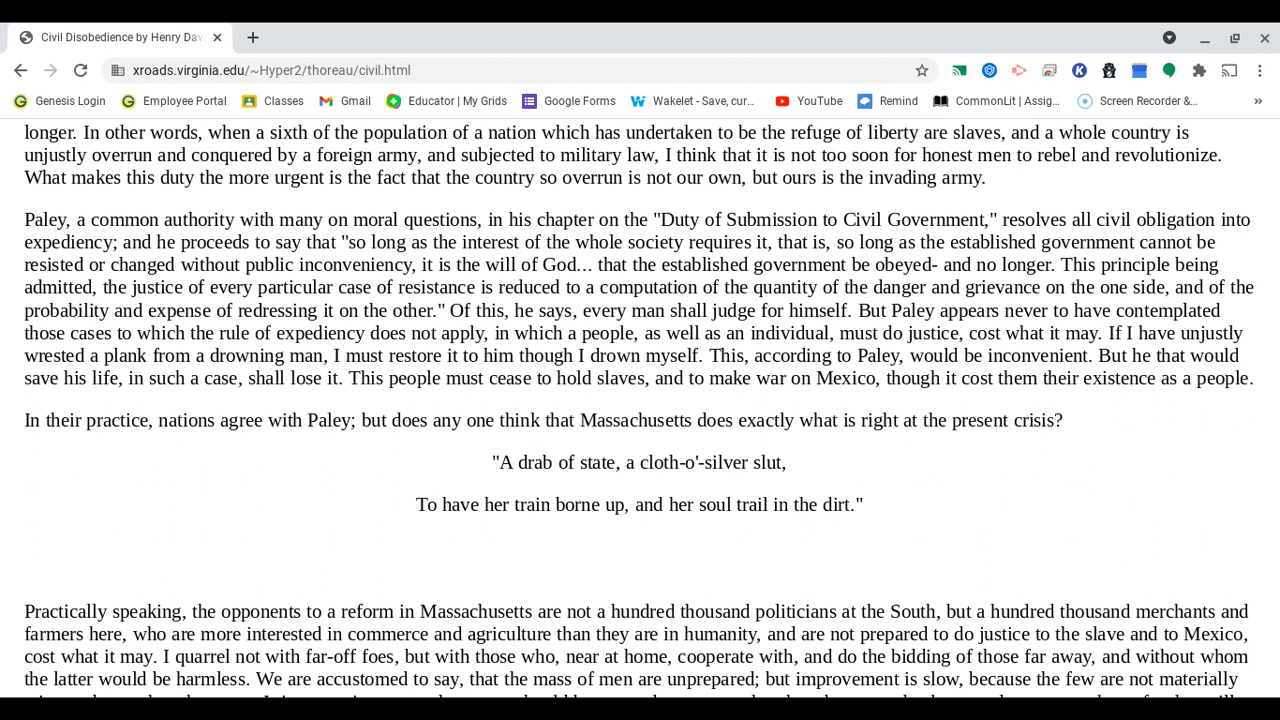 Civil Disobedience by Henry Dav
xroads.virginia.edu/~Hyper2/thoreau/civil.html
Genesis Login Employee Portal Classes Gmail Educator | My Grids Google Forms Wakelet - Save, cur... YouTube Remind CommonLit | Assig... Screen Recorder &... »
longer. In other words, when a sixth of the population of a nation which has undertaken to be the refuge of liberty are slaves, and a whole country is
unjustly overrun and conquered by a foreign army, and subjected to military law, I think that it is not too soon for honest men to rebel and revolutionize.
What makes this duty the more urgent is the fact that the country so overrun is not our own, but ours is the invading army.
Paley, a common authority with many on moral questions, in his chapter on the "Duty of Submission to Civil Government," resolves all civil obligation into
expediency; and he proceeds to say that "so long as the interest of the whole society requires it, that is, so long as the established government cannot be
resisted or changed without public inconveniency, it is the will of God... that the established government be obeyed- and no longer. This principle being
admitted, the justice of every particular case of resistance is reduced to a computation of the quantity of the danger and grievance on the one side, and of the
probability and expense of redressing it on the other." Of this, he says, every man shall judge for himself. But Paley appears never to have contemplated
those cases to which the rule of expediency does not apply, in which a people, as well as an individual, must do justice, cost what it may. If I have unjustly
wrested a plank from a drowning man, I must restore it to him though I drown myself. This, according to Paley, would be inconvenient. But he that would
save his life, in such a case, shall lose it. This people must cease to hold slaves, and to make war on Mexico, though it cost them their existence as a people.
In their practice, nations agree with Paley; but does any one think that Massachusetts does exactly what is right at the present crisis?
"A drab of state, a cloth-o'-silver slut,
To have her train borne up, and her soul trail in the dirt."
Practically speaking, the opponents to a reform in Massachusetts are not a hundred thousand politicians at the South, but a hundred thousand merchants and
farmers here, who are more interested in commerce and agriculture than they are in humanity, and are not prepared to do justice to the slave and to Mexico,
cost what it may. I quarrel not with far-off foes, but with those who, near at home, cooperate with, and do the bidding of those far away, and without whom
the latter would be harmless. We are accustomed to say, that the mass of men are unprepared; but improvement is slow, because the few are not materially